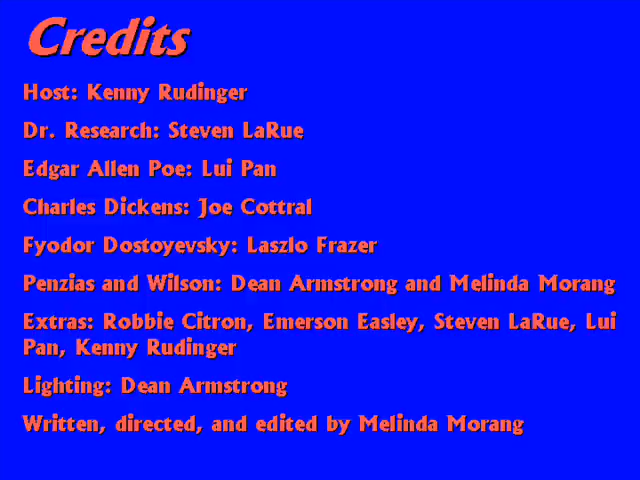 Credits
Host: Kenny Rudinger
Dr. Research: Steven LaRue
Edgar Allen Poe: Lui Pan
Charles Dickens: Joe Cottral
Fyodor Dostoyevsky: Laszlo Frazer
Penzias and Wilson: Dean Armstrong and Melinda Morang
Extras: Robbie Citron, Emerson Easley, Steven LaRue, Lui
Pan, Kenny Rudinger
Lighting: Dean Armstrong
Written, directed, and edited by Melinda Morang